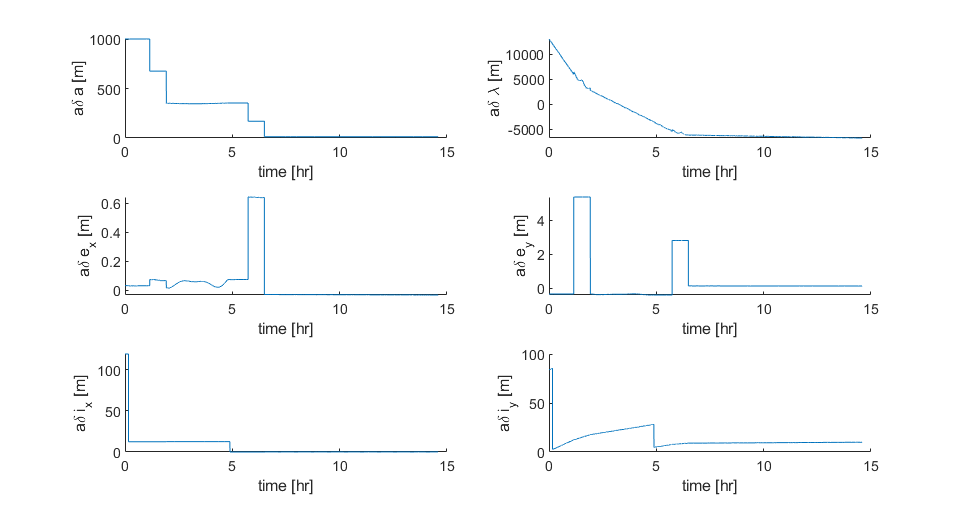 aδ a [m]
1000
500
0
0 5 10 15
time [hr]
aδ λ [m]
10000
5000
0
-5000
0 5 10 15
time [hr]
aδ e_x [m]
0.6
0.4
0.2
0
0 5 10 15
time [hr]
aδ e_y [m]
4
2
0
0 5 10 15
time [hr]
aδ i_x [m]
100
50
0
0 5 10 15
time [hr]
aδ i_y [m]
100
50
0
0 5 10 15
time [hr]